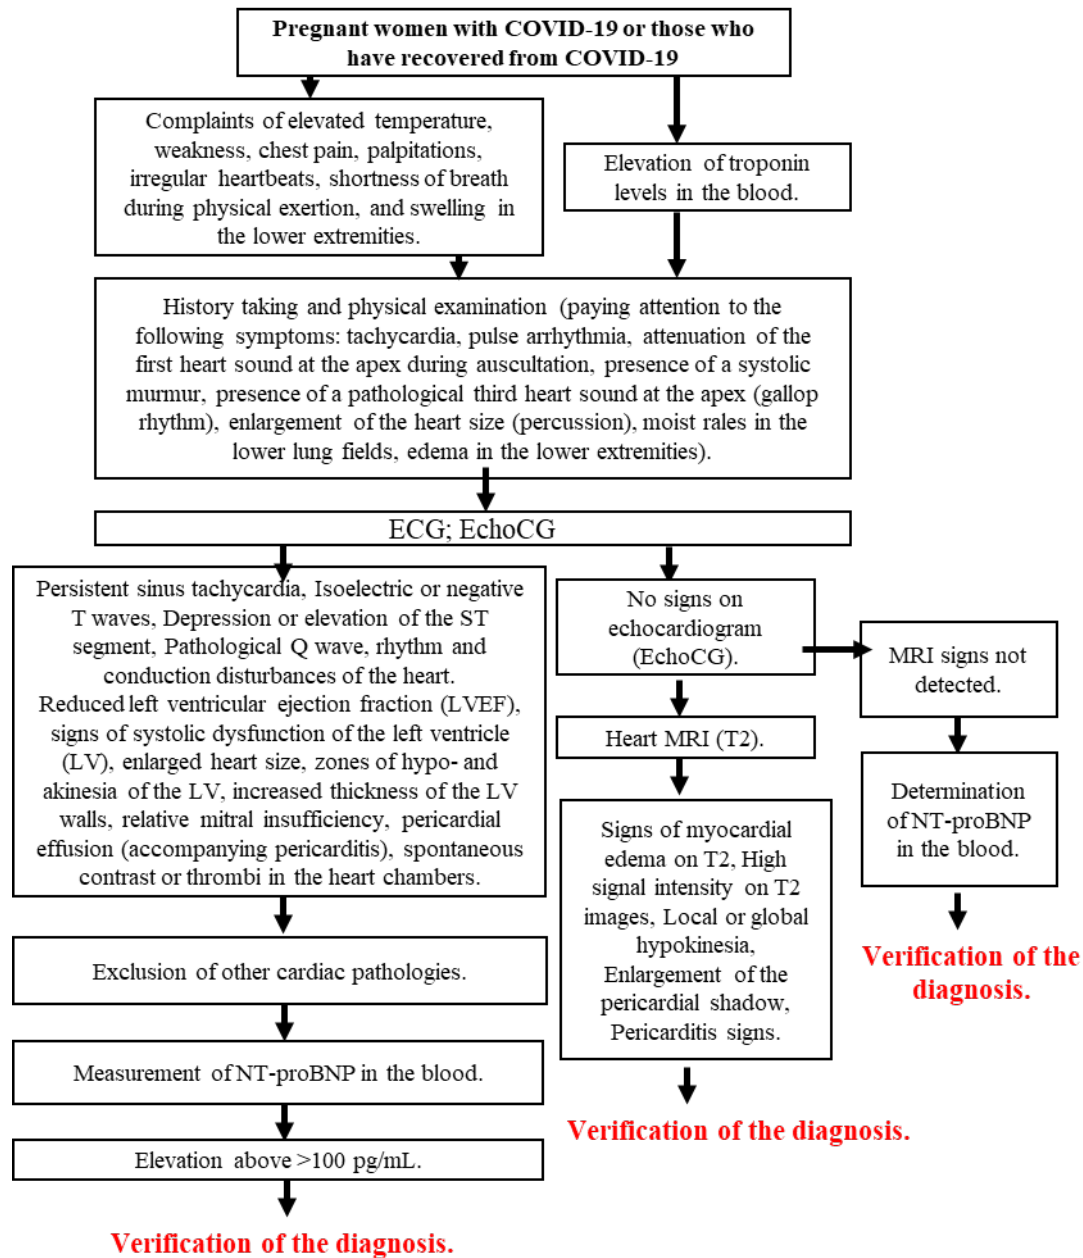 Pregnant women with COVID-19 or those who
have recovered from COVID-19
Complaints of elevated temperature,
weakness, chest pain, palpitations,
irregular heartbeats, shortness of breath
during physical exertion, and swelling in
the lower extremities.
Elevation of troponin
levels in the blood.
History taking and physical examination (paying attention to the
following symptoms: tachycardia, pulse arrhythmia, attenuation of the
first heart sound at the apex during auscultation, presence of a systolic
murmur, presence of a pathological third heart sound at the apex (gallop
rhythm), enlargement of the heart size (percussion), moist rales in the
lower lung fields, edema in the lower extremities).
ECG; EchoCG
Persistent sinus tachycardia, Isoelectric or negative
T waves, Depression or elevation of the ST
segment, Pathological Q wave, rhythm and
conduction disturbances of the heart.
Reduced left ventricular ejection fraction (LVEF),
signs of systolic dysfunction of the left ventricle
(LV), enlarged heart size, zones of hypo- and
akinesia of the LV, increased thickness of the LV
walls, relative mitral insufficiency, pericardial
effusion (accompanying pericarditis), spontaneous
contrast or thrombi in the heart chambers.
Exclusion of other cardiac pathologies.
Measurement of NT-proBNP in the blood.
Elevation above >100 pg/mL.
Verification of the diagnosis.
No signs on
echocardiogram
(EchoCG).
Heart MRI (T2).
Signs of myocardial
edema on T2, High
signal intensity on T2
images, Local or global
hypokinesia,
Enlargement of the
pericardial shadow,
Pericarditis signs.
Verification of the diagnosis.
MRI signs not
detected.
Determination
of NT-proBNP
in the blood.
Verification of the
diagnosis.